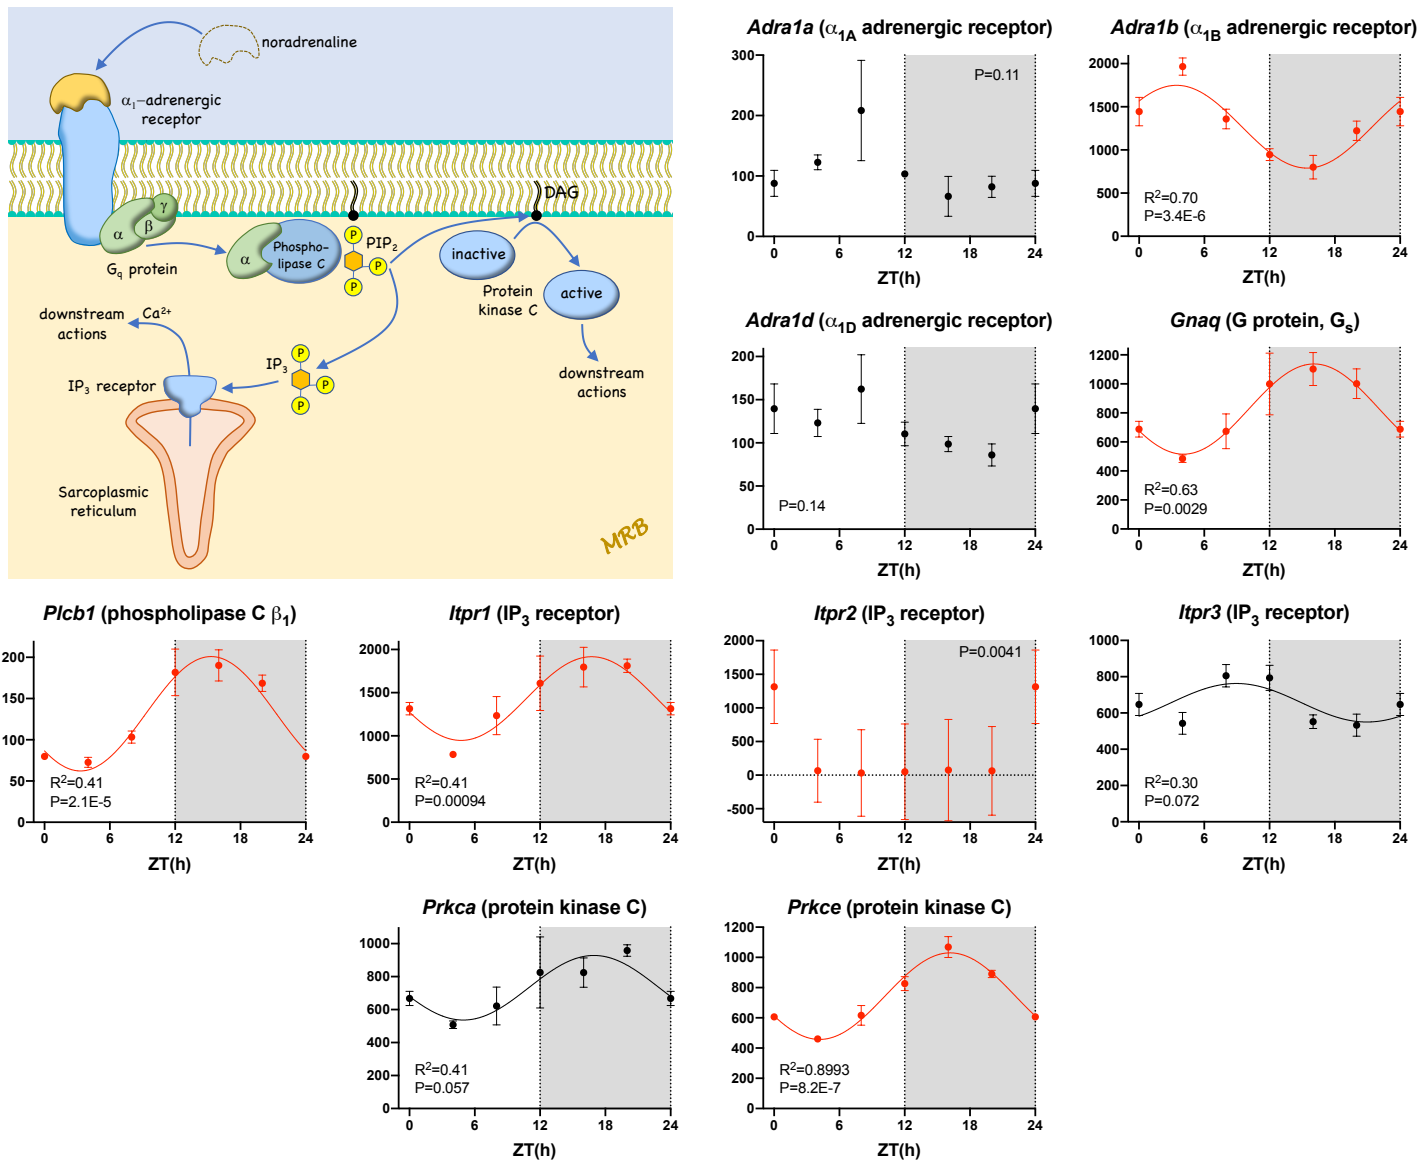 noradrenaline
α1–adrenergic
receptor
DAG
γ
β
α
Gq protein
α
Phospho-
lipase C
P
PIP2
P
P
inactive
Protein
kinase C
active
downstream
actions
downstream
actions
Ca2+
IP3 receptor
IP3
P
P
P
Sarcoplasmic
reticulum
MRB
Adra1a (α1A adrenergic receptor)
300
200
100
0
P=0.11
0 6 12 18 24
ZT(h)
Adra1b (α1B adrenergic receptor)
2000
1500
1000
500
0
R2=0.70
P=3.4E-6
0 6 12 18 24
ZT(h)
Adra1d (α1D adrenergic receptor)
200
150
100
50
0
P=0.14
0 6 12 18 24
ZT(h)
Gnaq (G protein, Gs)
1200
1000
800
600
400
200
0
R2=0.63
P=0.0029
0 6 12 18 24
ZT(h)
Plcb1 (phospholipase C β1)
200
150
100
50
0
R2=0.41
P=2.1E-5
0 6 12 18 24
ZT(h)
Itpr1 (IP3 receptor)
2000
1500
1000
500
0
R2=0.41
P=0.00094
0 6 12 18 24
ZT(h)
Itpr2 (IP3 receptor)
2000
1500
1000
500
0
-500
P=0.0041
0 6 12 18 24
ZT(h)
Itpr3 (IP3 receptor)
1000
800
600
400
200
0
R2=0.30
P=0.072
0 6 12 18 24
ZT(h)
Prkca (protein kinase C)
1000
800
600
400
200
0
R2=0.41
P=0.057
0 6 12 18 24
ZT(h)
Prkce (protein kinase C)
1200
1000
800
600
400
200
0
R2=0.8993
P=8.2E-7
0 6 12 18 24
ZT(h)